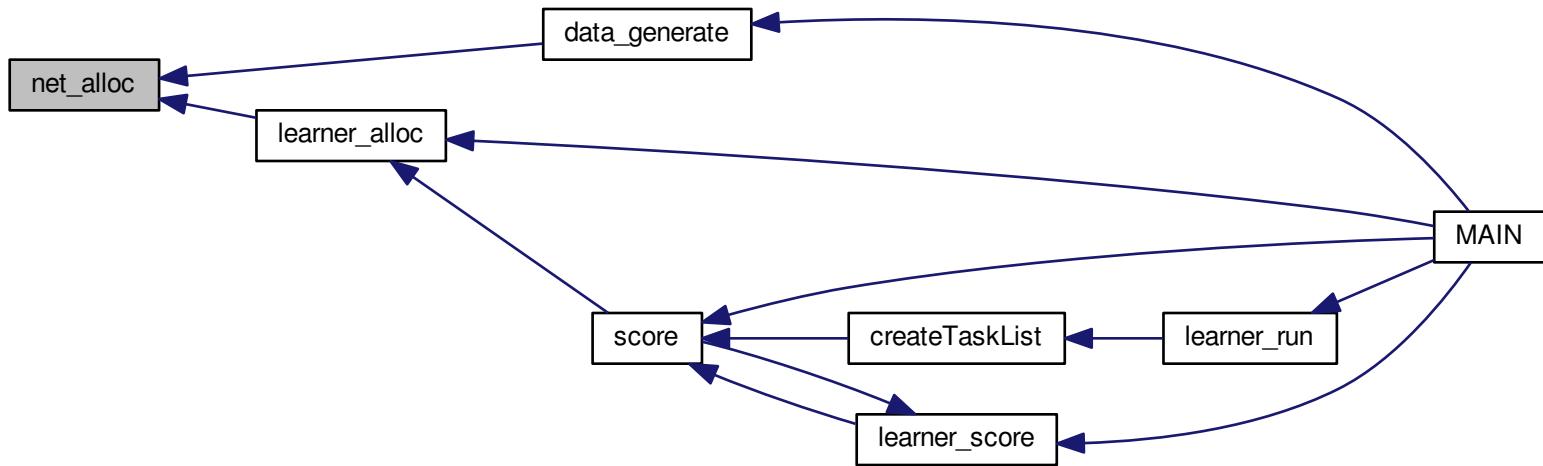 data_generate
net_alloc
learner_alloc
MAIN
score
createTaskList
learner_run
learner_score